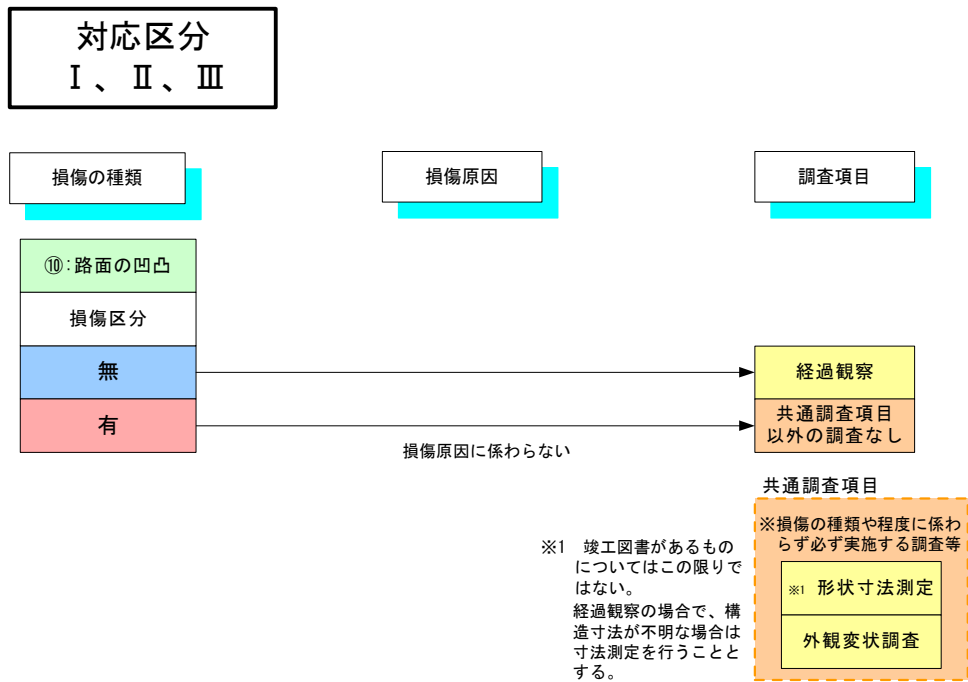 対応区分
Ⅰ、Ⅱ、Ⅲ
損傷の種類
損傷原因
調査項目
⑩:路面の凹凸
損傷区分
無
経過観察
有
損傷原因に係わらない
共通調査項目
以外の調査なし
共通調査項目
※損傷の種類や程度に係わ
らず必ず実施する調査等
※1 形状寸法測定
外観変状調査
※1 竣工図書があるもの
についてはこの限りで
はない。
経過観察の場合で、構
造寸法が不明な場合は
寸法測定を行うことと
する。